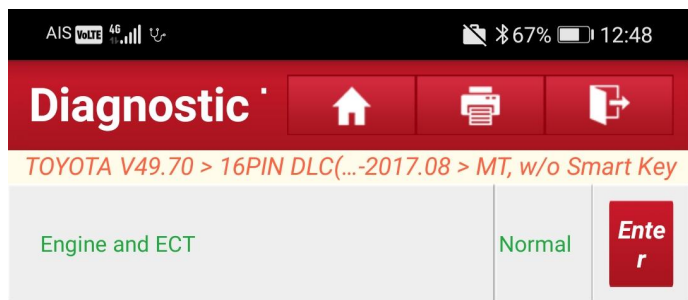 AIS VoLTE 4G 67% 12:48
Diagnostic
TOYOTA V49.70 > 16PIN DLC(...-2017.08 > MT, w/o Smart Key
Engine and ECT Normal Ente
r